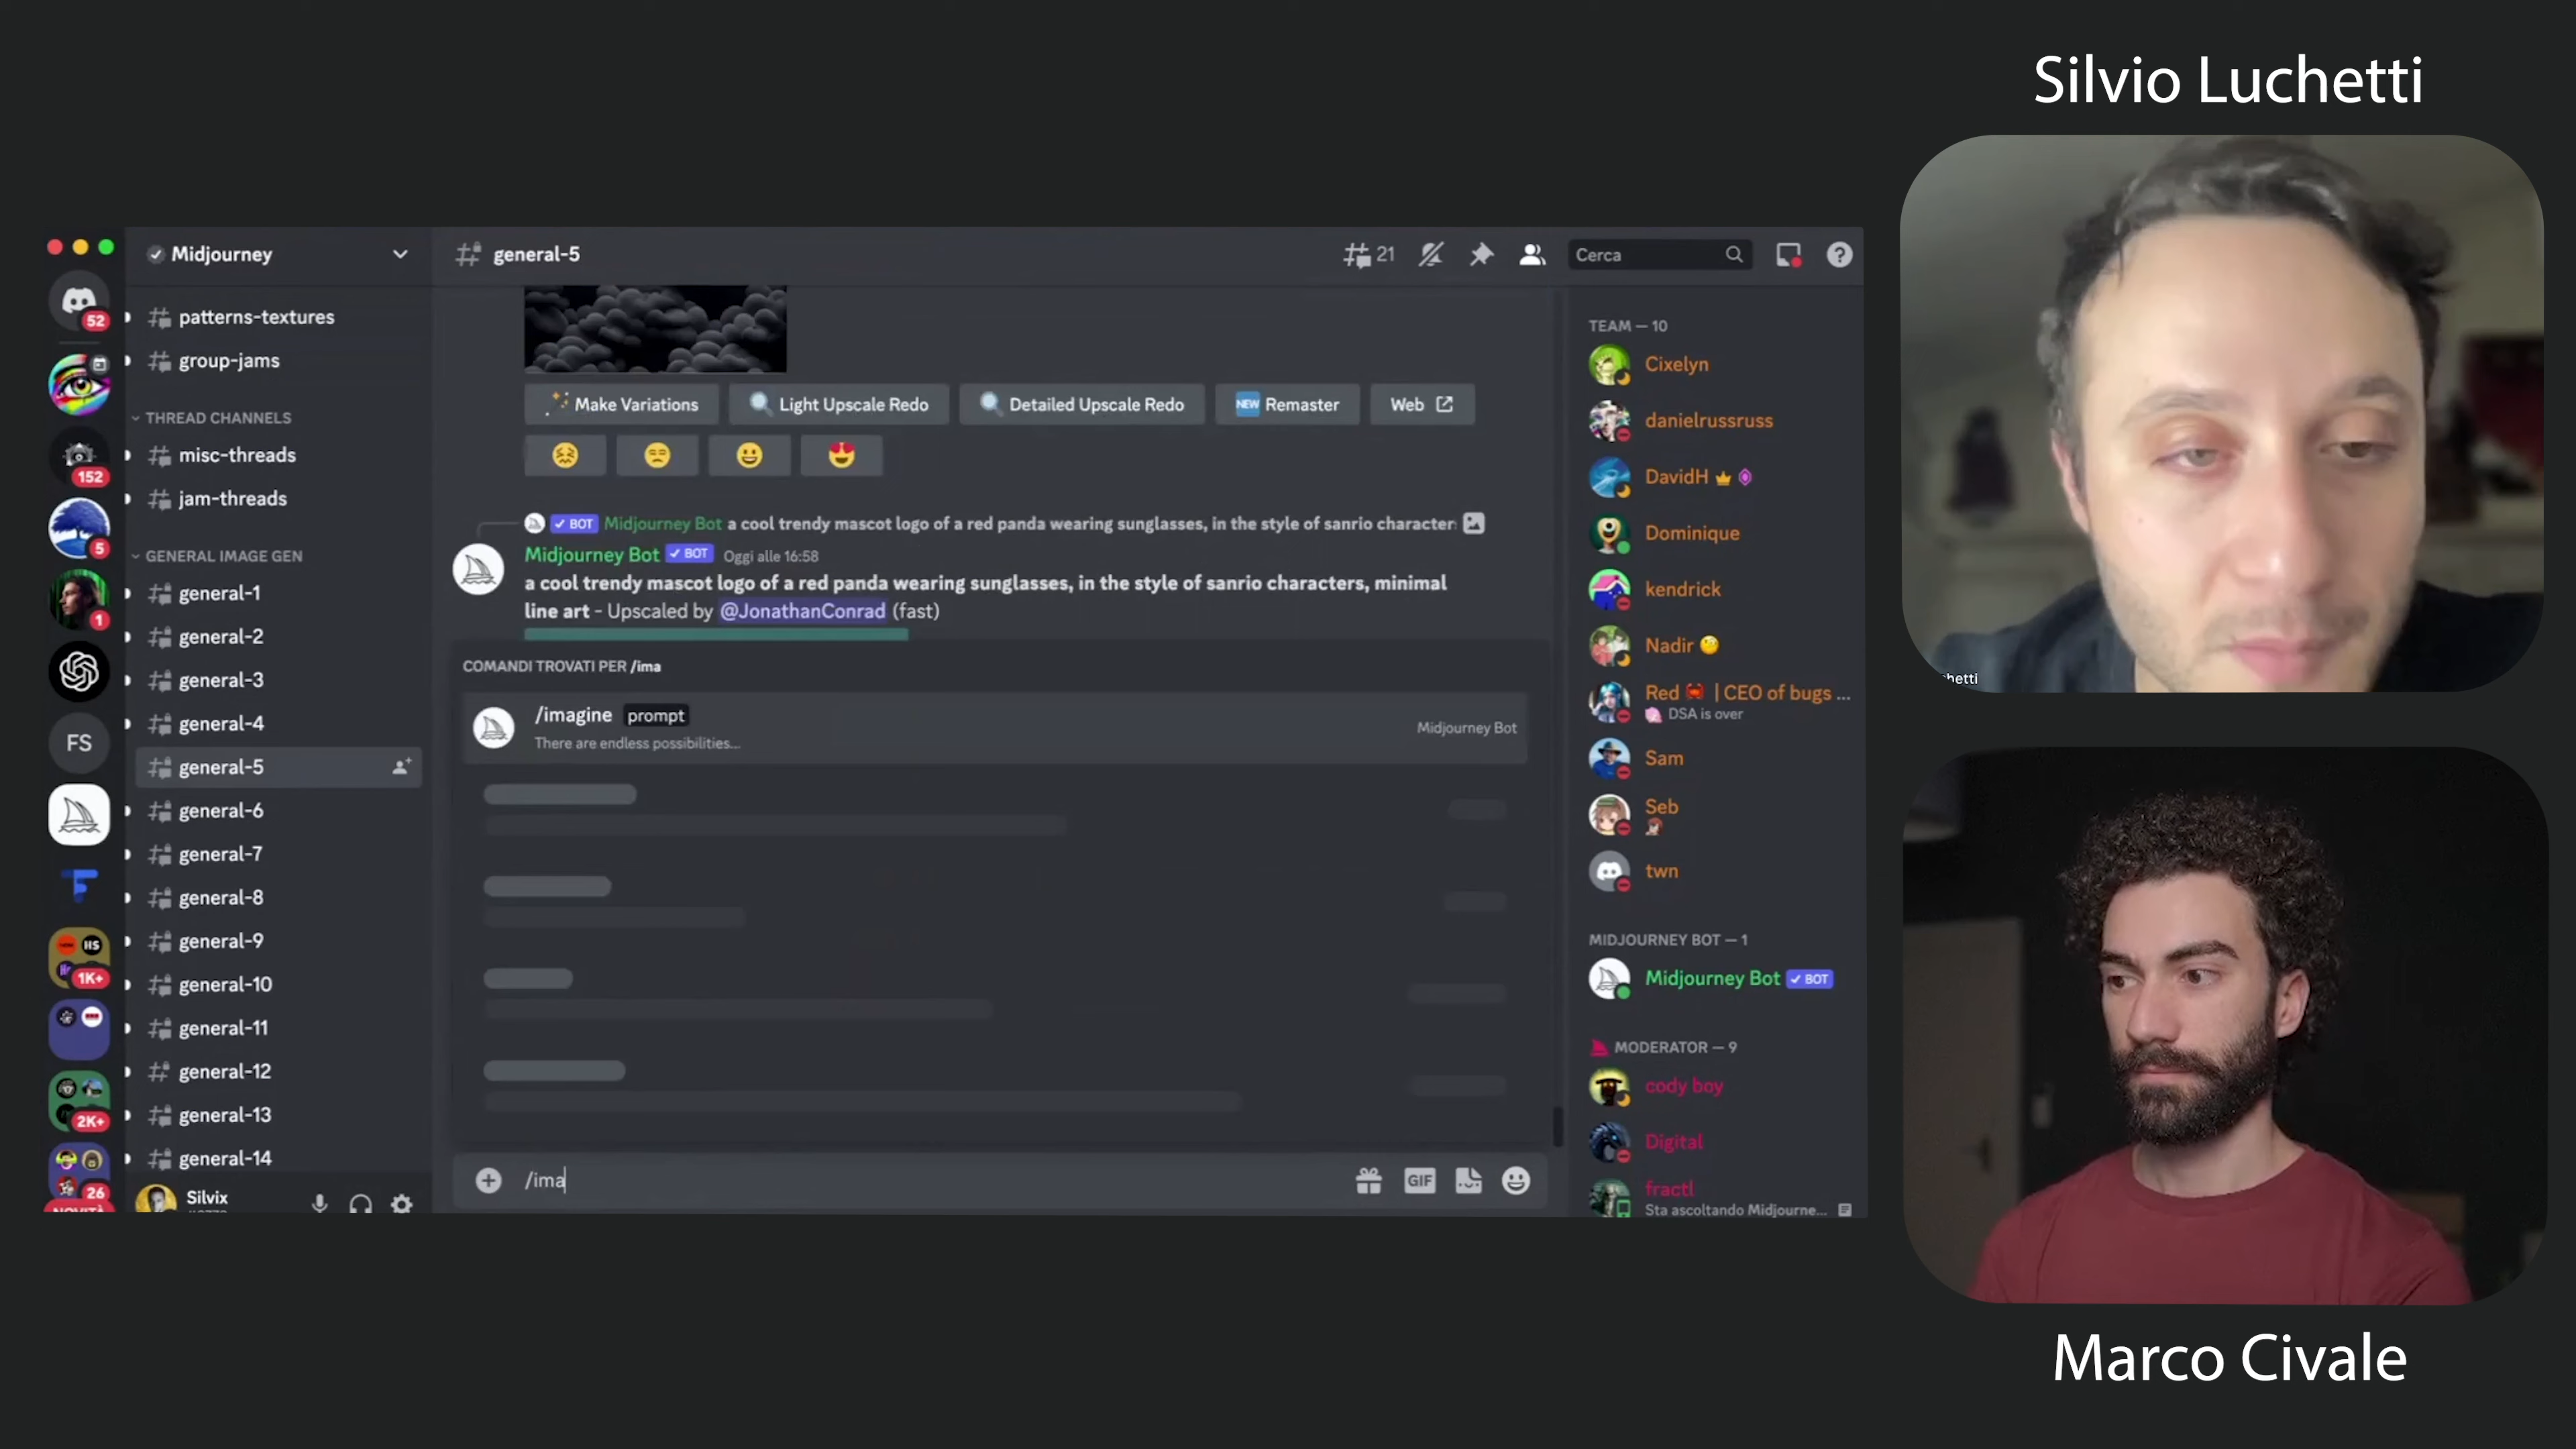 Silvio Luchetti
Midjourney
general-5
21
Cerca
52
152
5
1
FS
1K+
2K+
26
NOVITÀ
patterns-textures
group-jams
THREAD CHANNELS
misc-threads
jam-threads
GENERAL IMAGE GEN
general-1
general-2
general-3
general-4
general-5
general-6
general-7
general-8
general-9
general-10
general-11
general-12
general-13
general-14
Silvix
Make Variations
Light Upscale Redo
Detailed Upscale Redo
NEW Remaster
Web
BOT Midjourney Bot a cool trendy mascot logo of a red panda wearing sunglasses, in the style of sanrio character
Midjourney Bot BOT Oggi alle 16:58
a cool trendy mascot logo of a red panda wearing sunglasses, in the style of sanrio characters, minimal
line art - Upscaled by @JonathanConrad (fast)
COMANDI TROVATI PER /ima
/imagine prompt
There are endless possibilities...
Midjourney Bot
/ima
GIF
TEAM — 10
Cixelyn
danielrussruss
DavidH
Dominique
kendrick
Nadir
Red | CEO of bugs ...
DSA is over
Sam
Seb
twn
MIDJOURNEY BOT — 1
Midjourney Bot BOT
MODERATOR — 9
cody boy
Digital
fractl
Sta ascoltando Midjourne...
hetti
Marco Civale